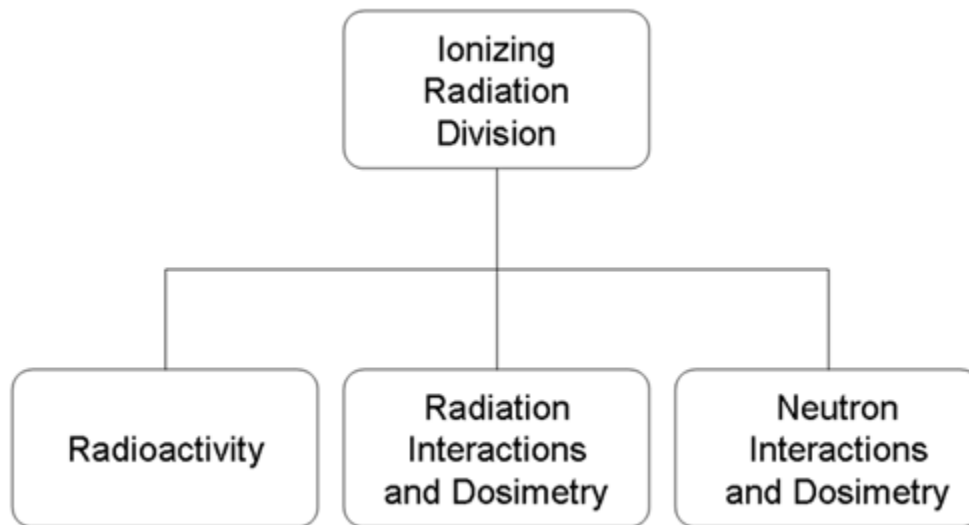 Ionizing
Radiation
Division
Radioactivity
Radiation
Interactions
and Dosimetry
Neutron
Interactions
and Dosimetry